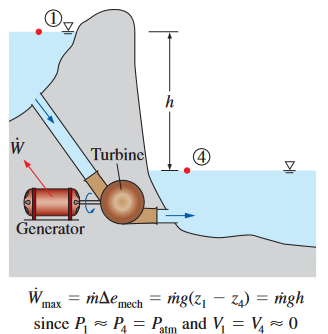 ①
h
Ẇ
Turbine
④
Generator
Ẇmax = ṁΔemech = ṁg(z1 − z4) = ṁgh
since P1 ≈ P4 = Patm and V1 = V4 ≈ 0